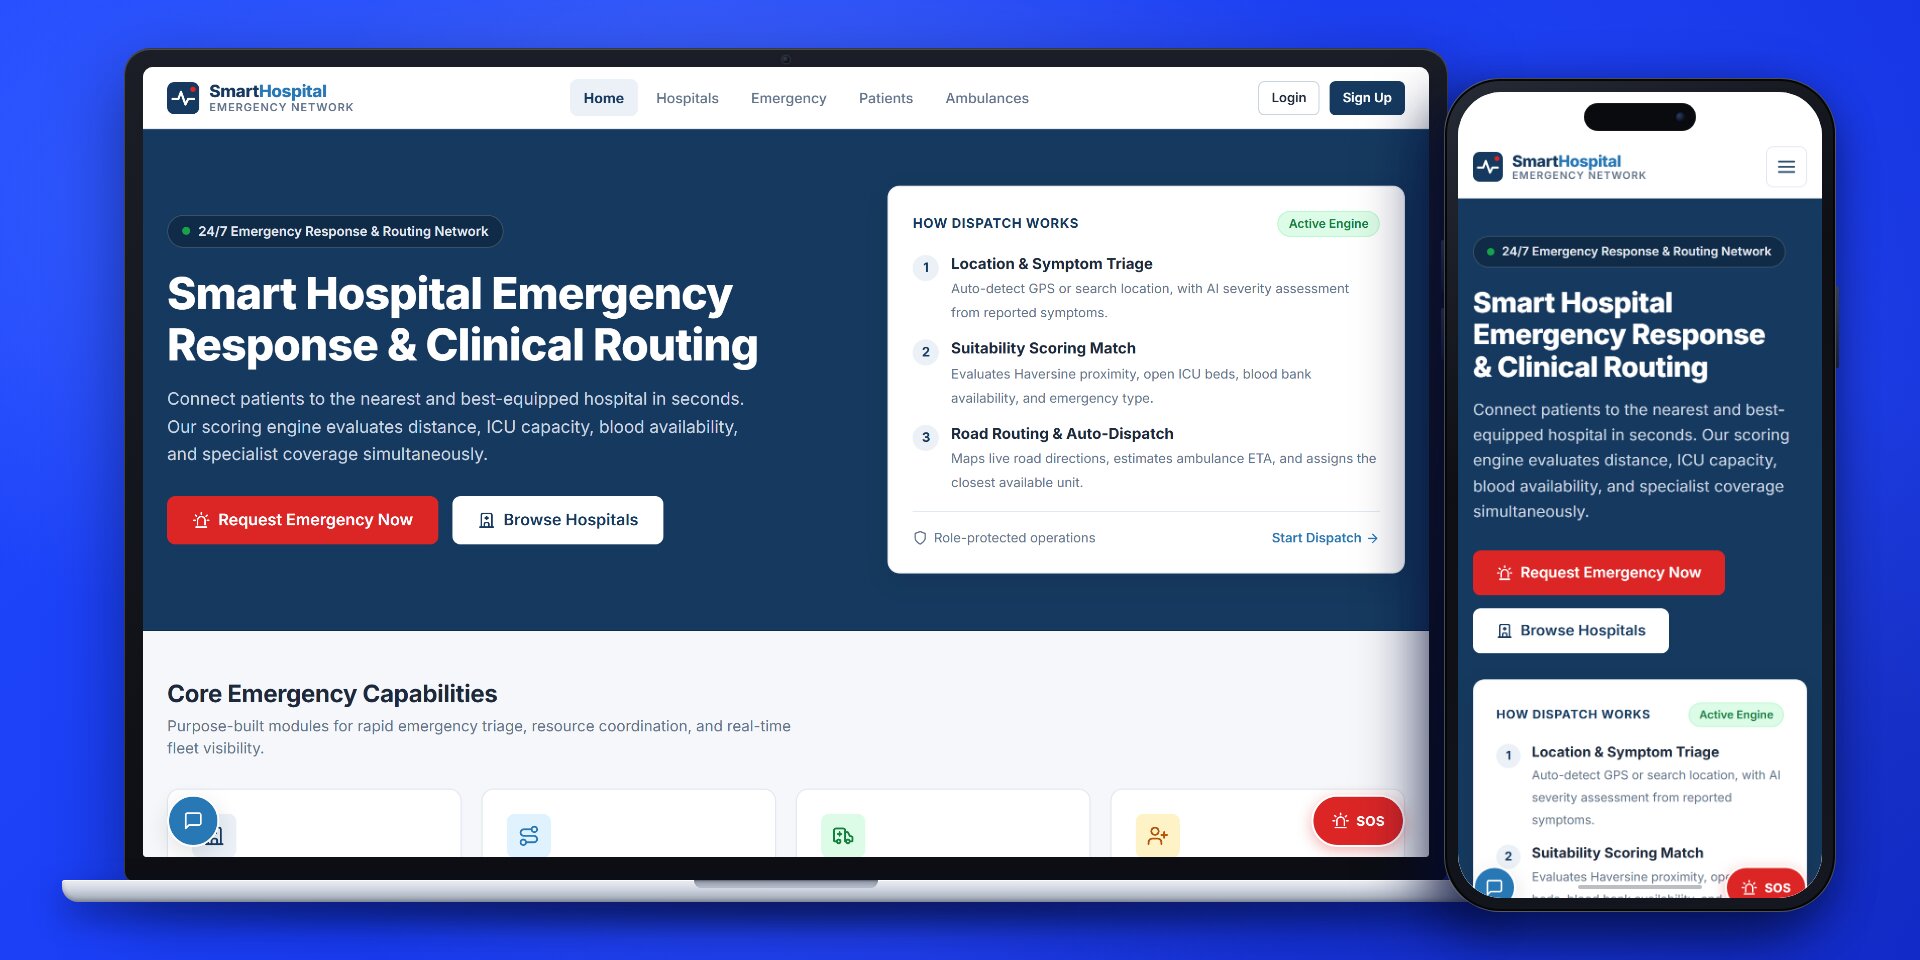 SmartHospital
EMERGENCY NETWORK
Home
Hospitals
Emergency
Patients
Ambulances
Login
Sign Up
24/7 Emergency Response & Routing Network
Smart Hospital Emergency
Response & Clinical Routing
Connect patients to the nearest and best-equipped hospital in seconds.
Our scoring engine evaluates distance, ICU capacity, blood availability,
and specialist coverage simultaneously.
Request Emergency Now
Browse Hospitals
HOW DISPATCH WORKS
Active Engine
1
Location & Symptom Triage
Auto-detect GPS or search location, with AI severity assessment
from reported symptoms.
2
Suitability Scoring Match
Evaluates Haversine proximity, open ICU beds, blood bank
availability, and emergency type.
3
Road Routing & Auto-Dispatch
Maps live road directions, estimates ambulance ETA, and assigns the
closest available unit.
Role-protected operations
Start Dispatch →
Core Emergency Capabilities
Purpose-built modules for rapid emergency triage, resource coordination, and real-time
fleet visibility.
SOS
SmartHospital
EMERGENCY NETWORK
24/7 Emergency Response & Routing Network
Smart Hospital
Emergency Response
& Clinical Routing
Connect patients to the nearest and best-
equipped hospital in seconds. Our scoring
engine evaluates distance, ICU capacity,
blood availability, and specialist coverage
simultaneously.
Request Emergency Now
Browse Hospitals
HOW DISPATCH WORKS
Active Engine
1
Location & Symptom Triage
Auto-detect GPS or search location, with AI
severity assessment from reported
symptoms.
2
Suitability Scoring Match
Evaluates Haversine proximity,
SOS